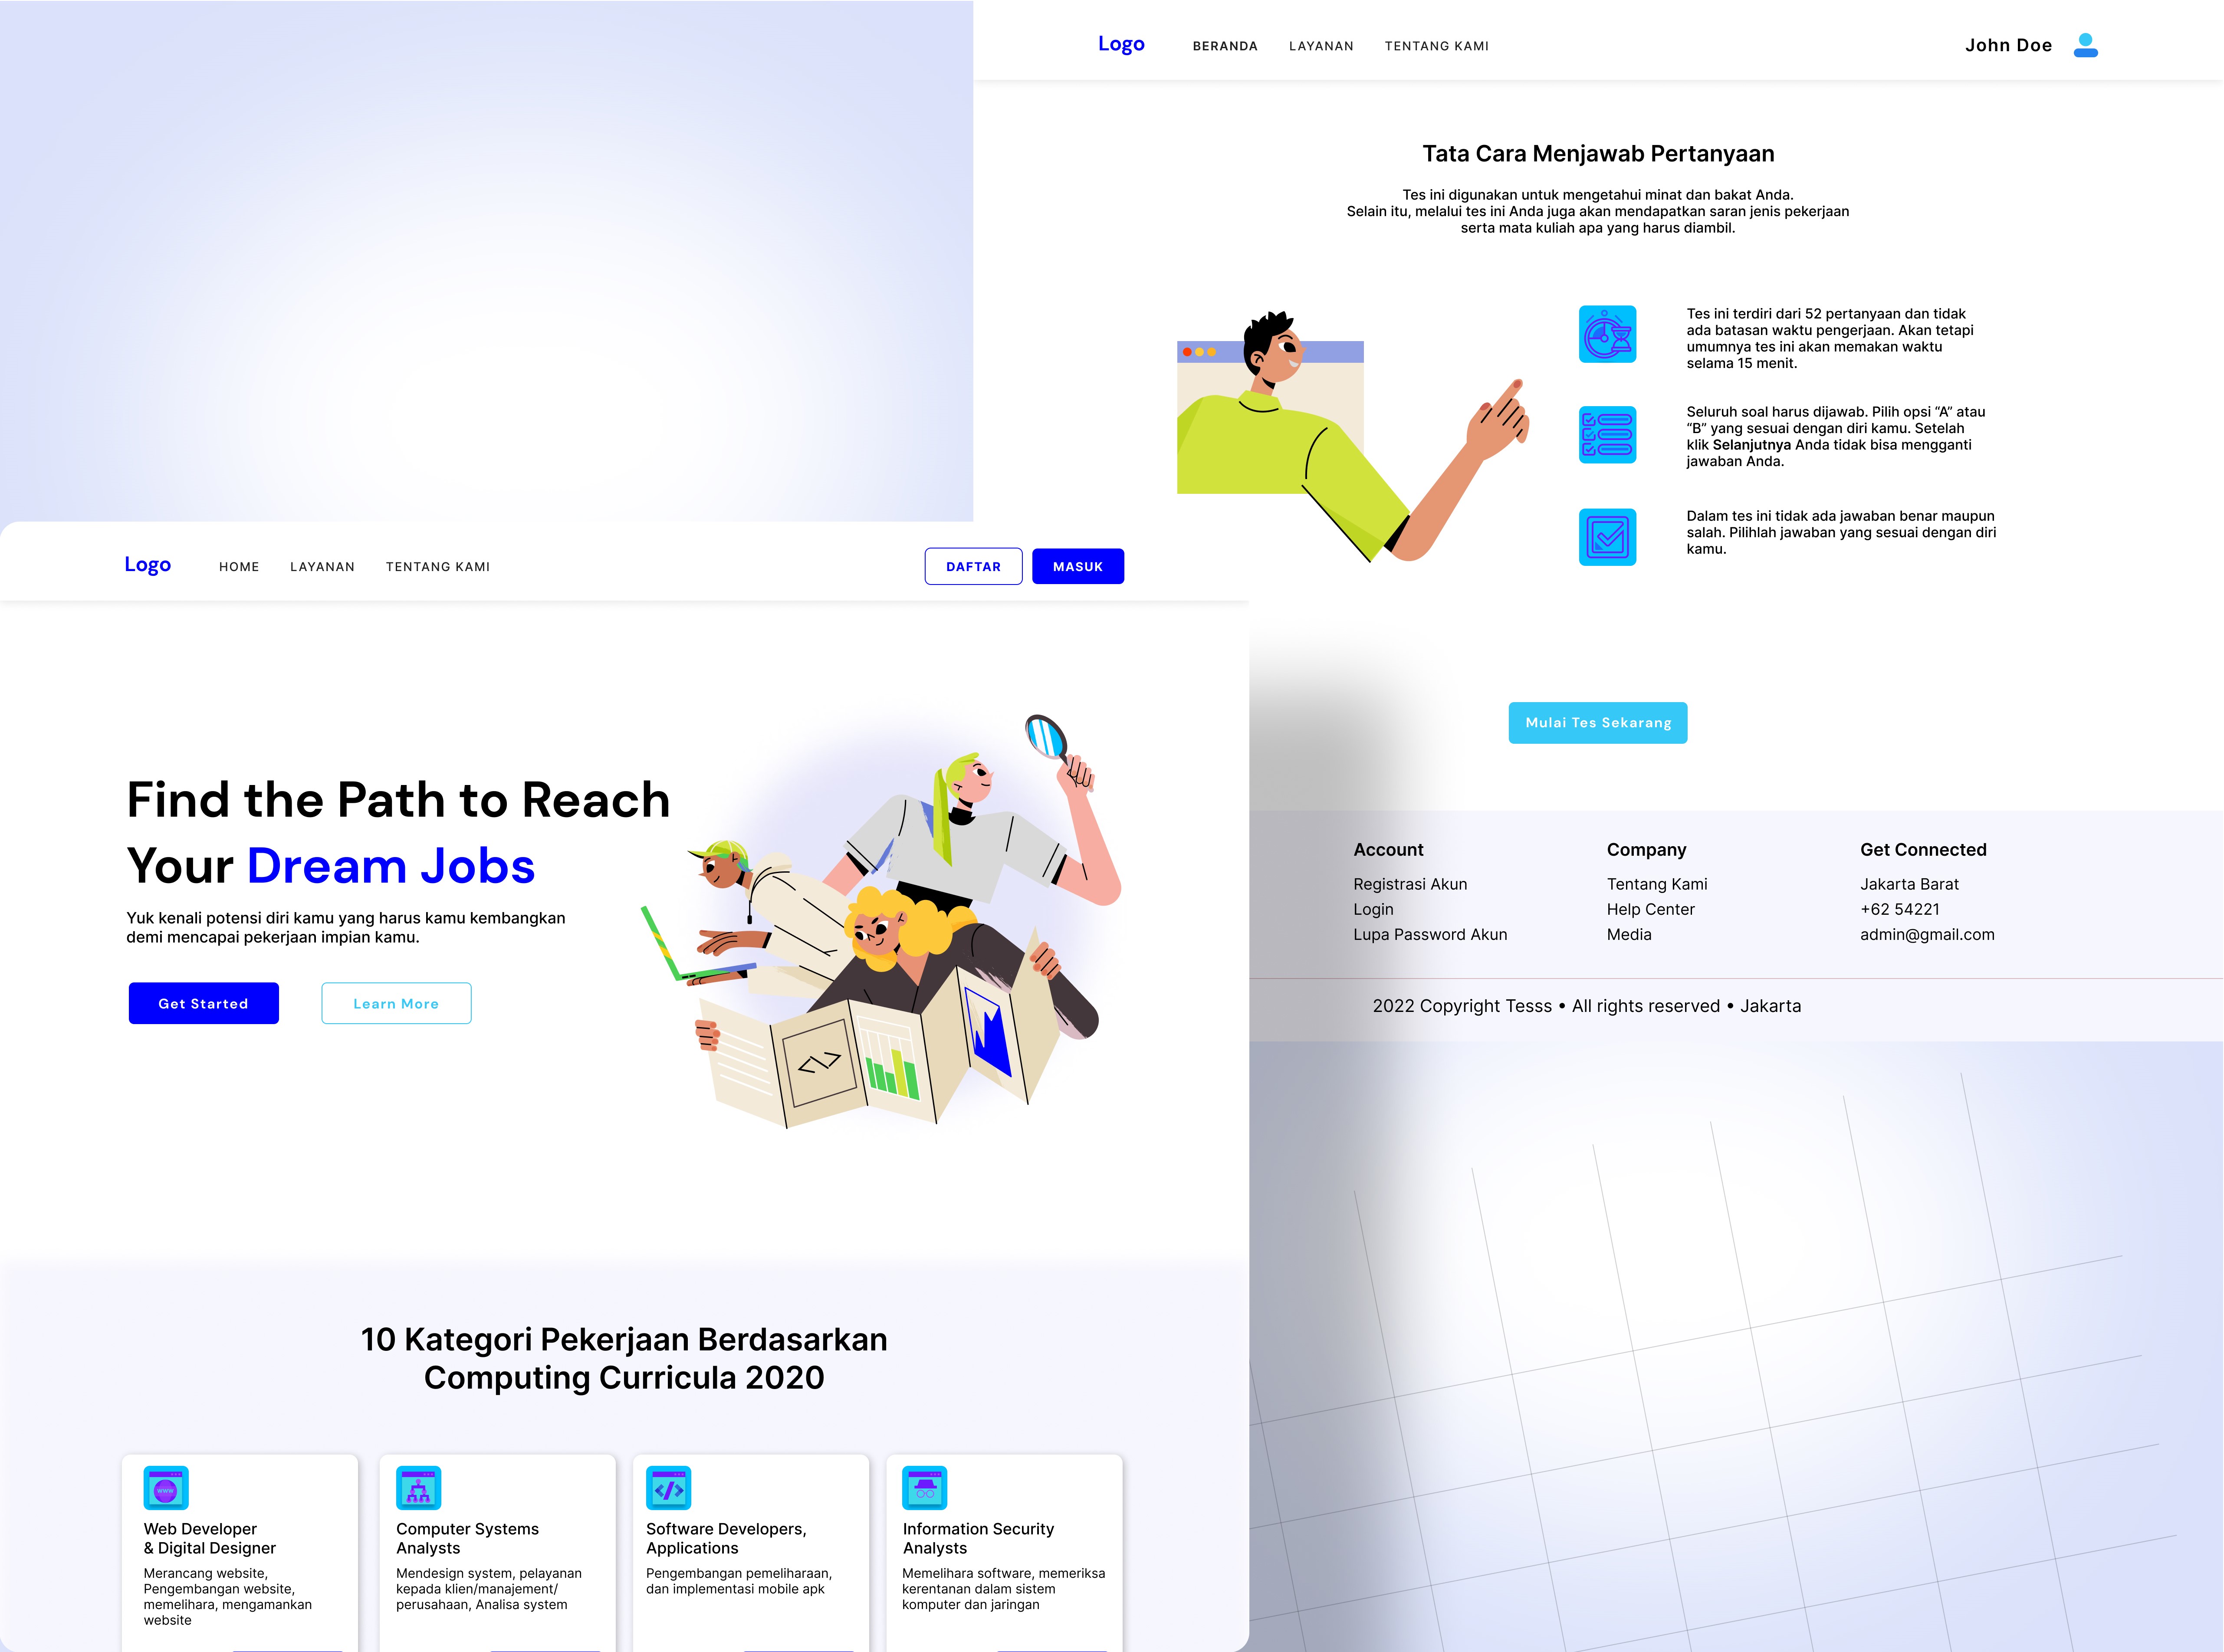 Logo
BERANDA
LAYANAN
TENTANG KAMI
John Doe
Tata Cara Menjawab Pertanyaan
Tes ini digunakan untuk mengetahui minat dan bakat Anda.
Selain itu, melalui tes ini Anda juga akan mendapatkan saran jenis pekerjaan
serta mata kuliah apa yang harus diambil.
Tes ini terdiri dari 52 pertanyaan dan tidak
ada batasan waktu pengerjaan. Akan tetapi
umumnya tes ini akan memakan waktu
selama 15 menit.
Seluruh soal harus dijawab. Pilih opsi “A” atau
“B” yang sesuai dengan diri kamu. Setelah
klik Selanjutnya Anda tidak bisa mengganti
jawaban Anda.
Dalam tes ini tidak ada jawaban benar maupun
salah. Pilihlah jawaban yang sesuai dengan diri
kamu.
Mulai Tes Sekarang
Account
Registrasi Akun
Login
Lupa Password Akun
Company
Tentang Kami
Help Center
Media
Get Connected
Jakarta Barat
+62 54221
admin@gmail.com
2022 Copyright Tesss • All rights reserved • Jakarta
Logo
HOME
LAYANAN
TENTANG KAMI
DAFTAR
MASUK
Find the Path to Reach
Your Dream Jobs
Yuk kenali potensi diri kamu yang harus kamu kembangkan
demi mencapai pekerjaan impian kamu.
Get Started
Learn More
</>
10 Kategori Pekerjaan Berdasarkan
Computing Curricula 2020
WWW
Web Developer
& Digital Designer
Merancang website,
Pengembangan website,
memelihara, mengamankan
website
Computer Systems
Analysts
Mendesign system, pelayanan
kepada klien/manajement/
perusahaan, Analisa system
</>
Software Developers,
Applications
Pengembangan pemeliharaan,
dan implementasi mobile apk
Information Security
Analysts
Memelihara software, memeriksa
kerentanan dalam sistem
komputer dan jaringan